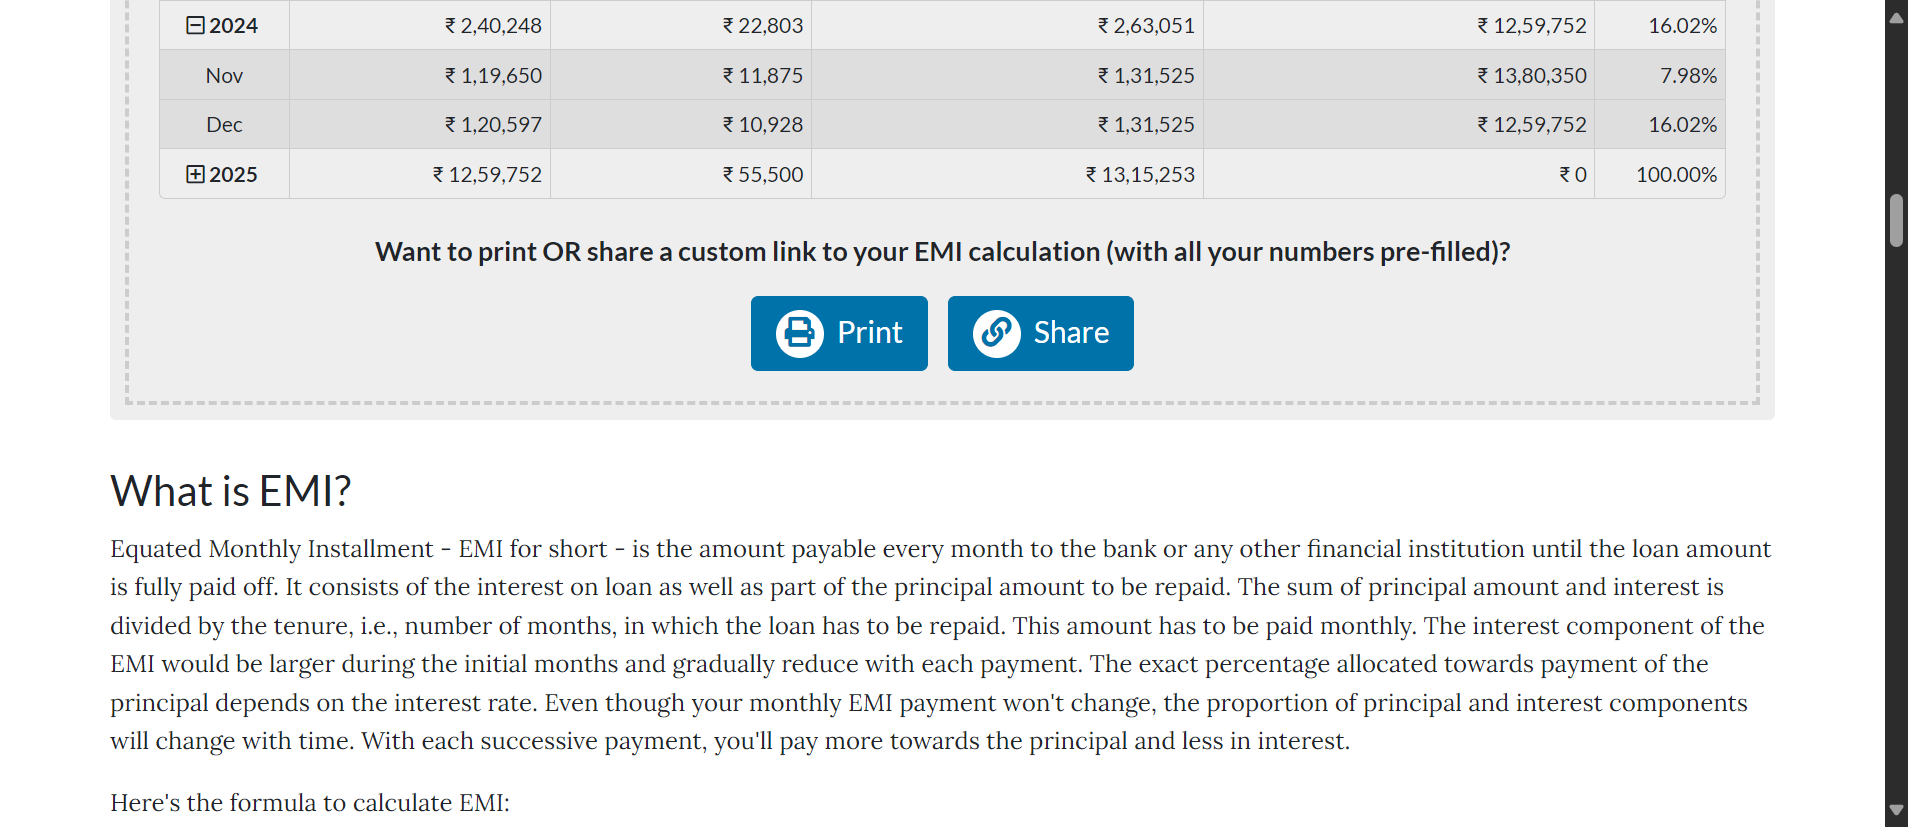 2024 ₹ 2,40,248 ₹ 22,803 ₹ 2,63,051 ₹ 12,59,752 16.02%
Nov ₹ 1,19,650 ₹ 11,875 ₹ 1,31,525 ₹ 13,80,350 7.98%
Dec ₹ 1,20,597 ₹ 10,928 ₹ 1,31,525 ₹ 12,59,752 16.02%
2025 ₹ 12,59,752 ₹ 55,500 ₹ 13,15,253 ₹ 0 100.00%
Want to print OR share a custom link to your EMI calculation (with all your numbers pre-filled)?
Print Share
What is EMI?
Equated Monthly Installment - EMI for short - is the amount payable every month to the bank or any other financial institution until the loan amount
is fully paid off. It consists of the interest on loan as well as part of the principal amount to be repaid. The sum of principal amount and interest is
divided by the tenure, i.e., number of months, in which the loan has to be repaid. This amount has to be paid monthly. The interest component of the
EMI would be larger during the initial months and gradually reduce with each payment. The exact percentage allocated towards payment of the
principal depends on the interest rate. Even though your monthly EMI payment won't change, the proportion of principal and interest components
will change with time. With each successive payment, you'll pay more towards the principal and less in interest.
Here's the formula to calculate EMI: